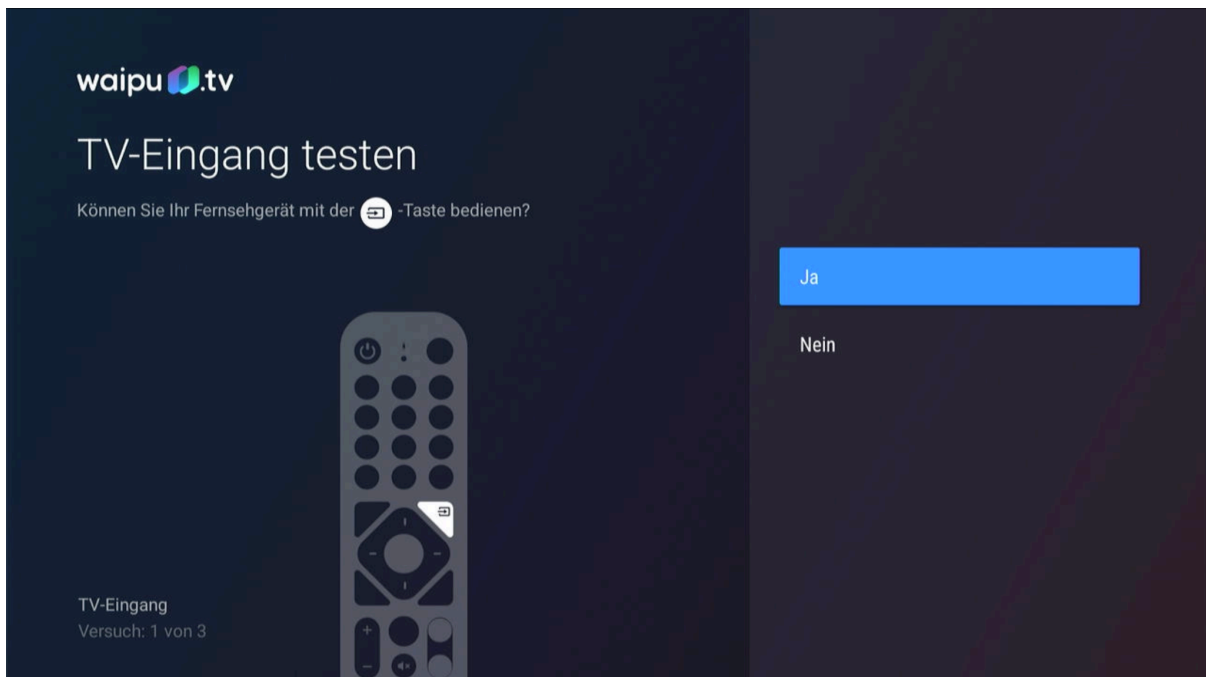 waipu.tv
TV-Eingang testen
Können Sie Ihr Fernsehgerät mit der -Taste bedienen?
Ja
Nein
TV-Eingang
Versuch: 1 von 3